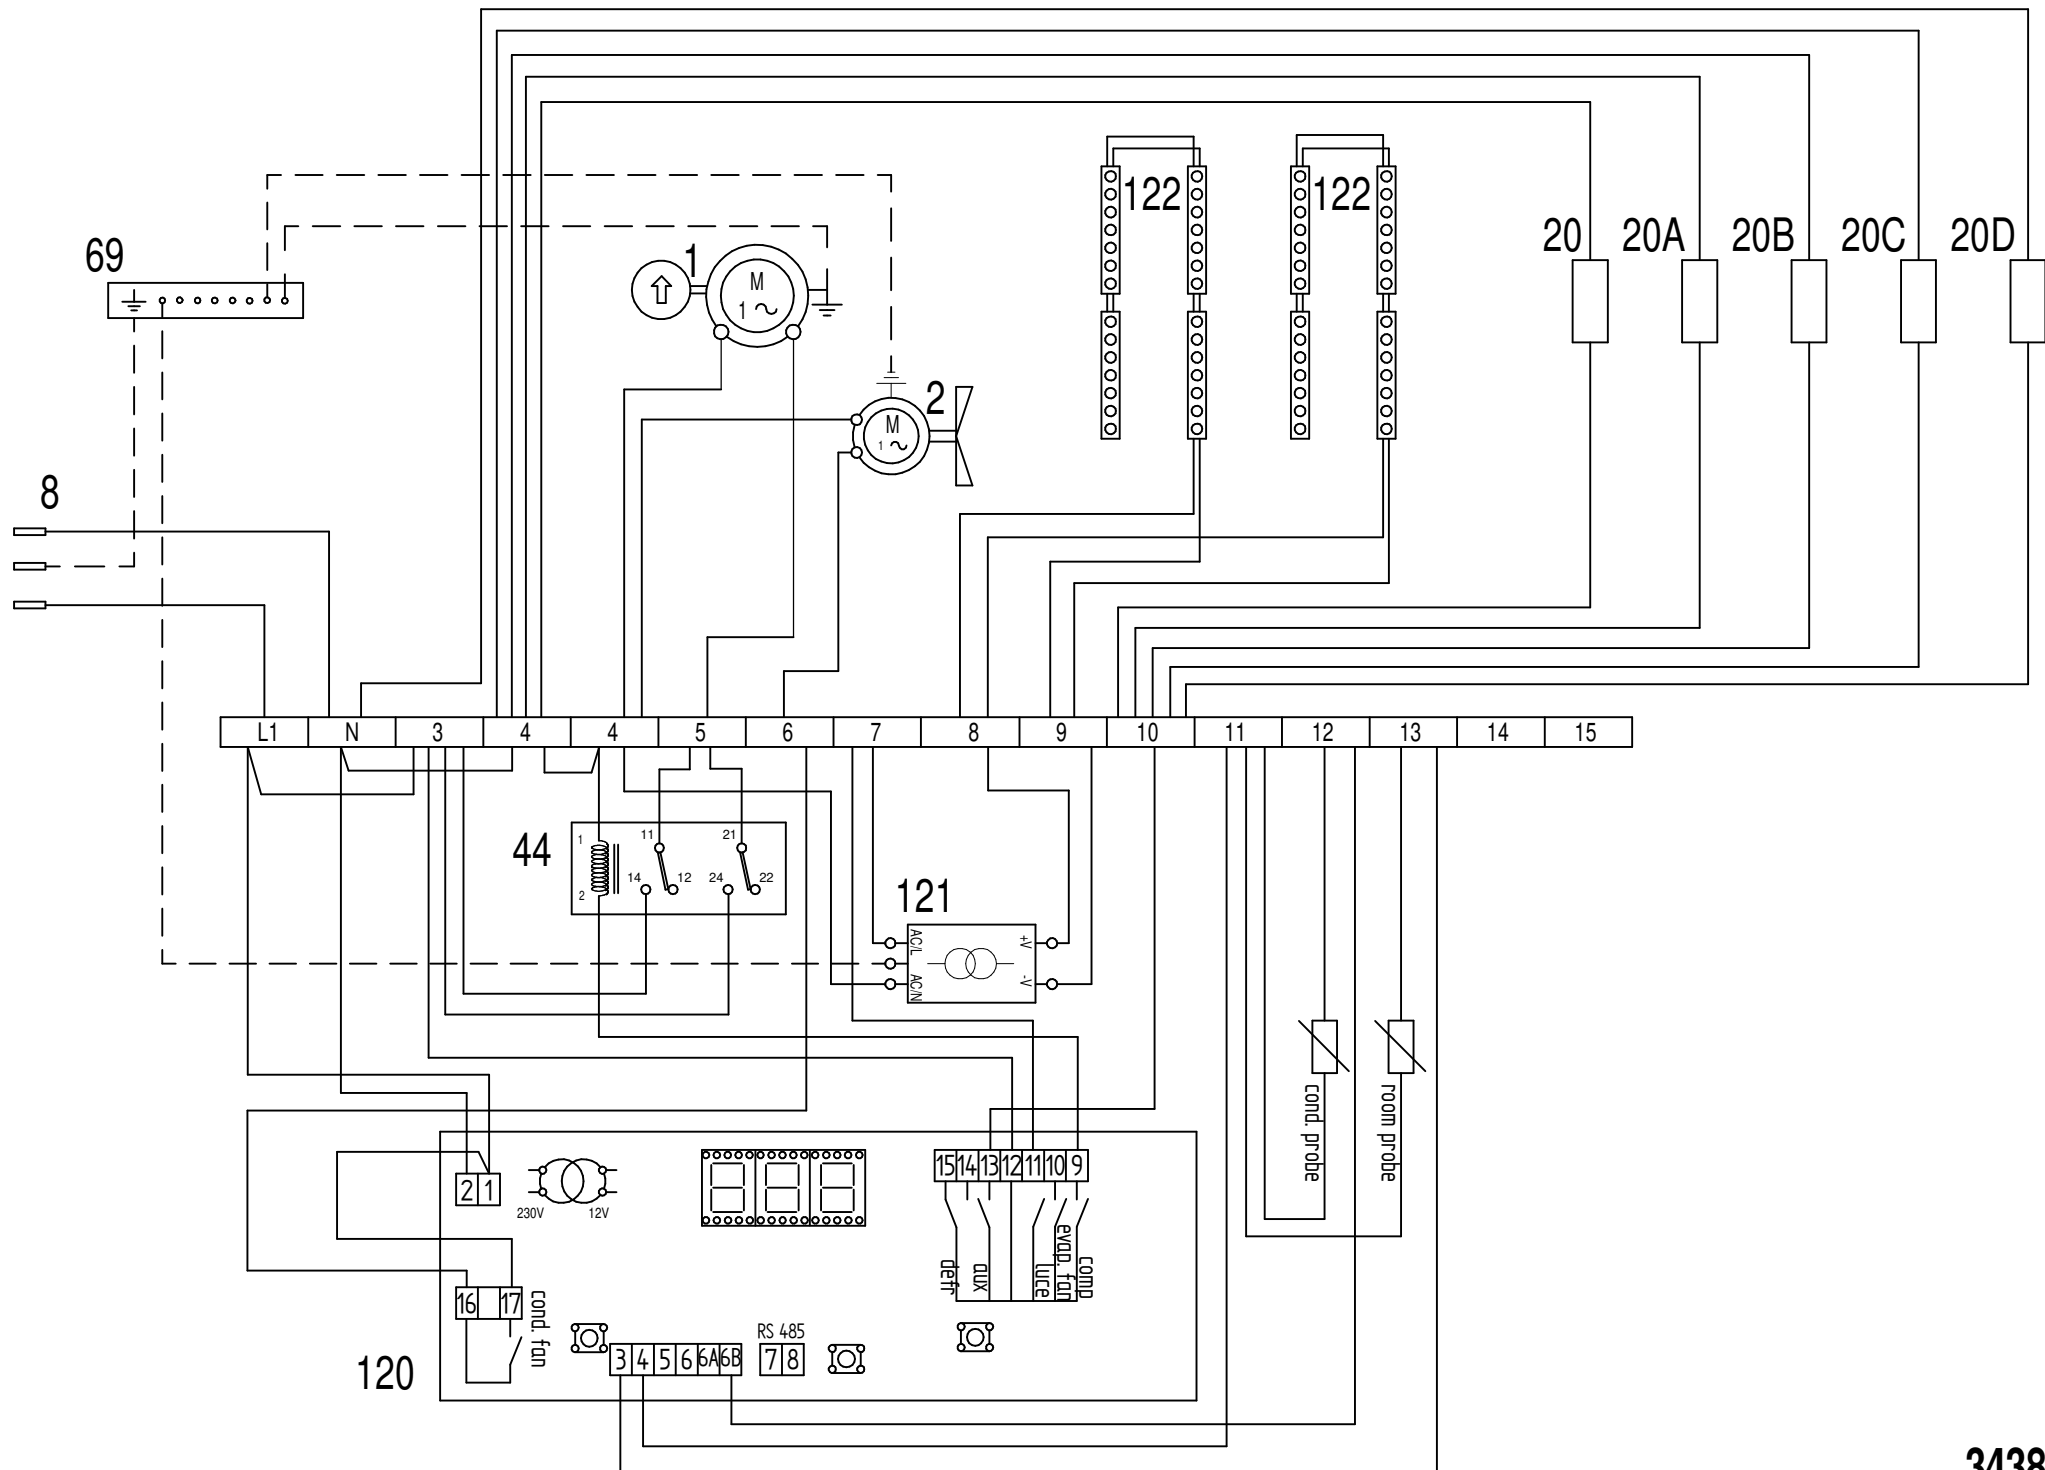 122 122
20 20A 20B 20C 20D
69
1
M
1
2
M
1
8
L1 N 3 4 4 5 6 7 8 9 10 11 12 13 14 15
44
1 11 21
14 12 24 22
2
121
AC/L +V
AC/N -V
cond. probe
room probe
2 1
230V 12V
15 14 13 12 11 10 9
defr
aux
luce
evap. fan
comp
16 17
cond. fan
RS 485
3 4 5 6 6A 6B 7 8
120
3438